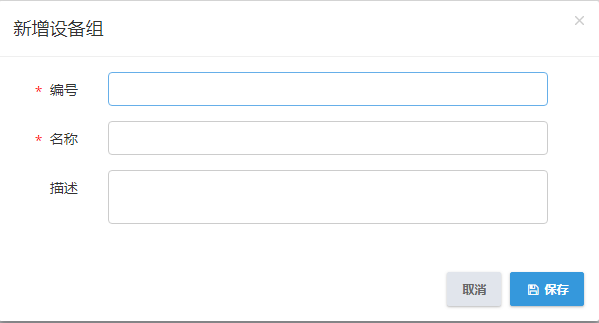 新增设备组
* 编号
* 名称
描述
取消 保存